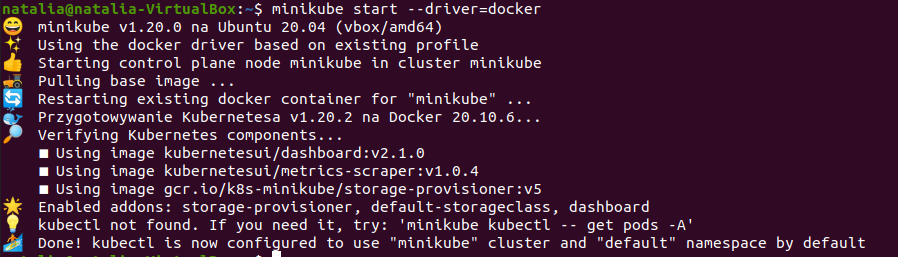 natalia@natalia-VirtualBox:~$ minikube start --driver=docker
minikube v1.20.0 na Ubuntu 20.04 (vbox/amd64)
Using the docker driver based on existing profile
Starting control plane node minikube in cluster minikube
Pulling base image ...
Restarting existing docker container for "minikube" ...
Przygotowywanie Kubernetesa v1.20.2 na Docker 20.10.6...
Verifying Kubernetes components...
Using image kubernetesui/dashboard:v2.1.0
Using image kubernetesui/metrics-scraper:v1.0.4
Using image gcr.io/k8s-minikube/storage-provisioner:v5
Enabled addons: storage-provisioner, default-storageclass, dashboard
kubectl not found. If you need it, try: 'minikube kubectl -- get pods -A'
Done! kubectl is now configured to use "minikube" cluster and "default" namespace by default
natalia@natalia-VirtualBox:~$